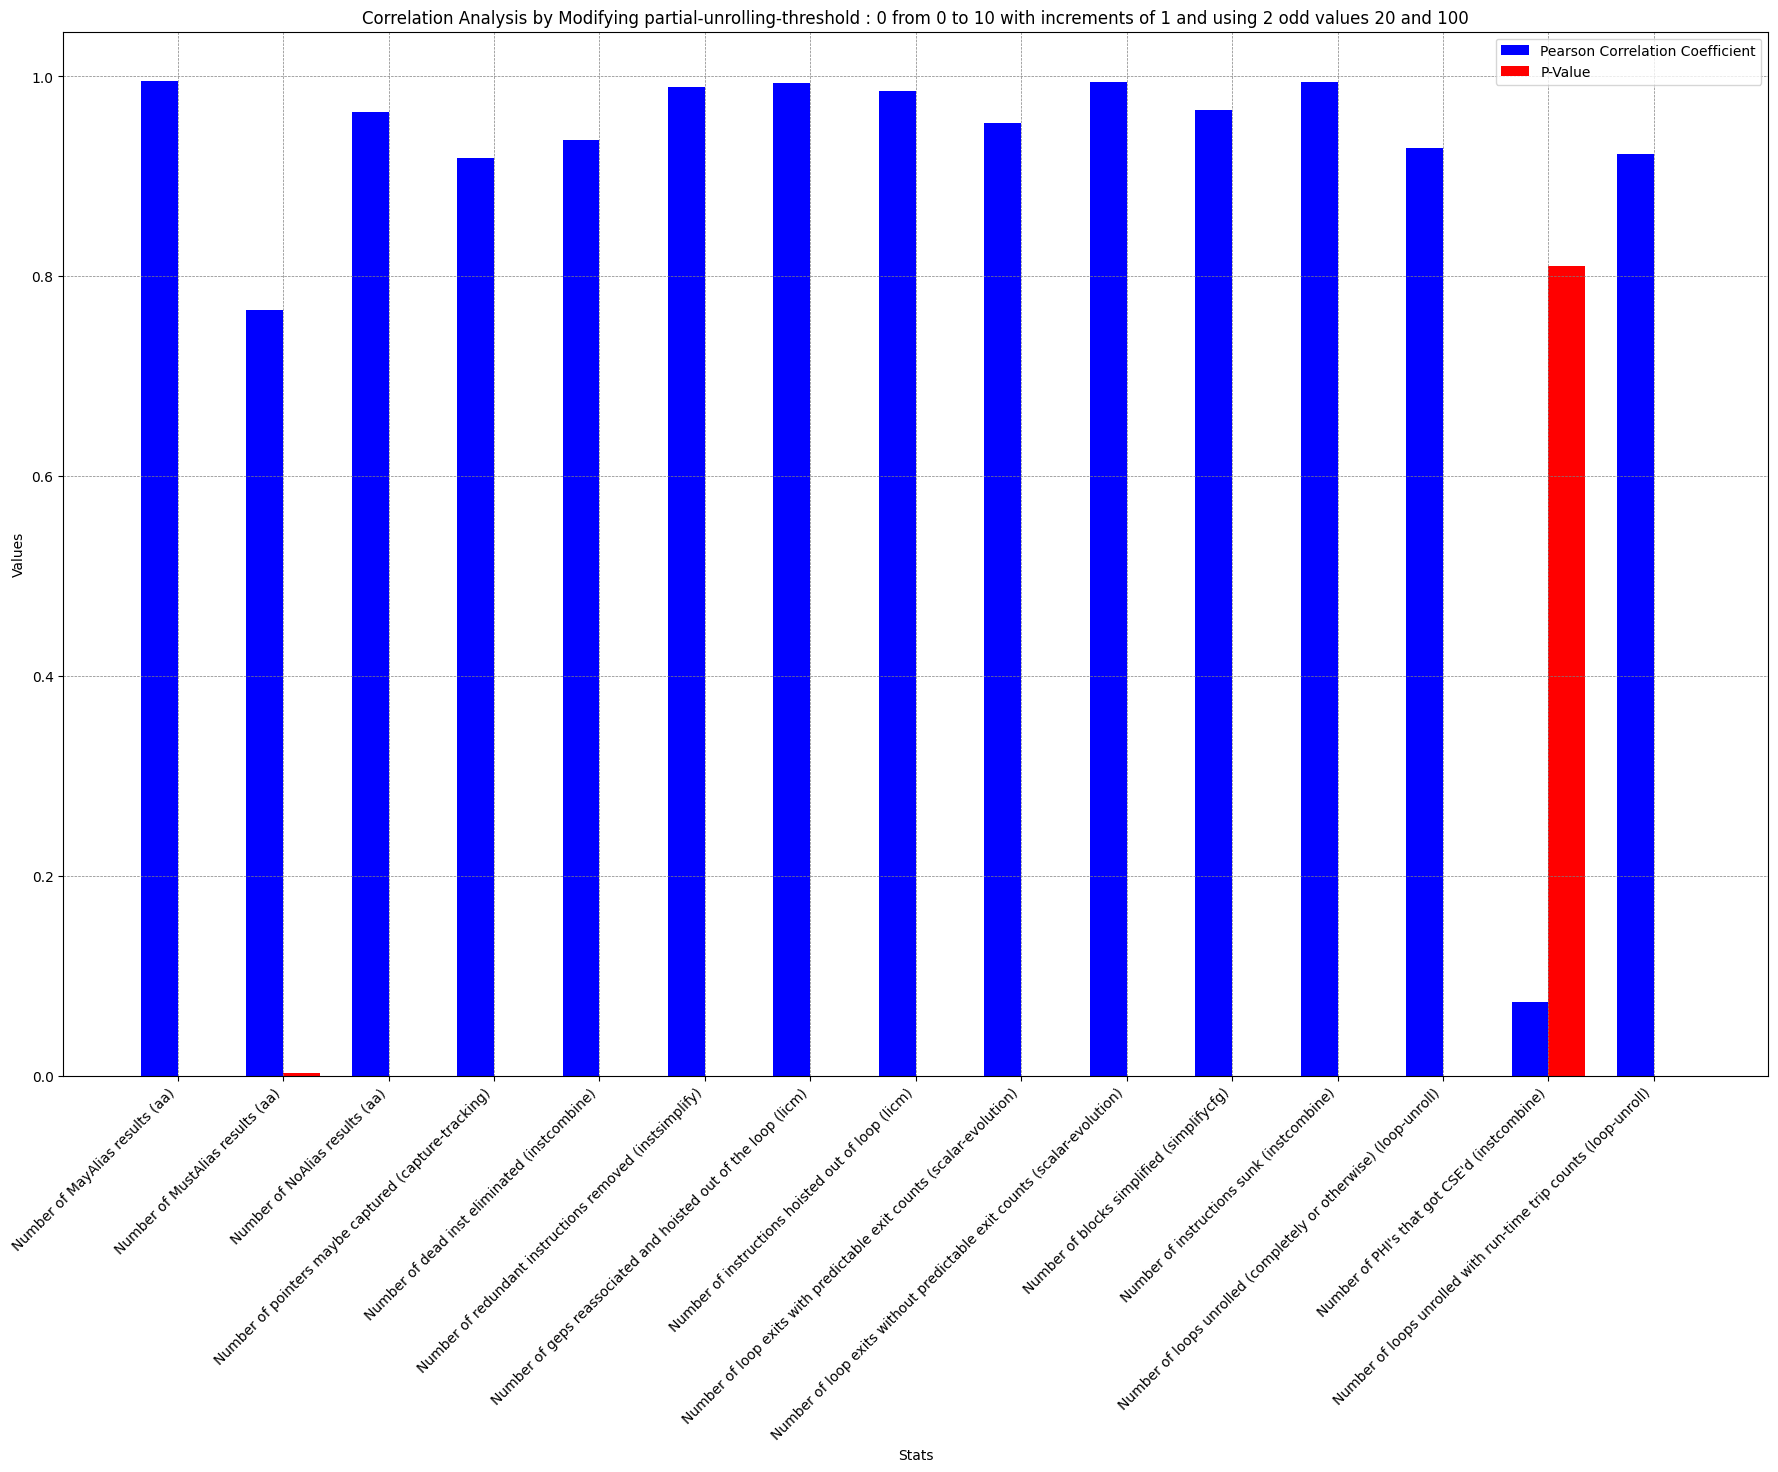 Correlation Analysis by Modifying partial-unrolling-threshold : 0 from 0 to 10 with increments of 1 and using 2 odd values 20 and 100
Pearson Correlation Coefficient
P-Value
Values
1.0
0.8
0.6
0.4
0.2
0.0
Number of MayAlias results (aa)
Number of MustAlias results (aa)
Number of NoAlias results (aa)
Number of pointers maybe captured (capture-tracking)
Number of dead inst eliminated (instcombine)
Number of redundant instructions removed (instsimplify)
Number of geps reassociated and hoisted out of the loop (licm)
Number of instructions hoisted out of loop (licm)
Number of loop exits with predictable exit counts (scalar-evolution)
Number of loop exits without predictable exit counts (scalar-evolution)
Number of blocks simplified (simplifycfg)
Number of instructions sunk (instcombine)
Number of loops unrolled (completely or otherwise) (loop-unroll)
Number of PHI's that got CSE'd (instcombine)
Number of loops unrolled with run-time trip counts (loop-unroll)
Stats